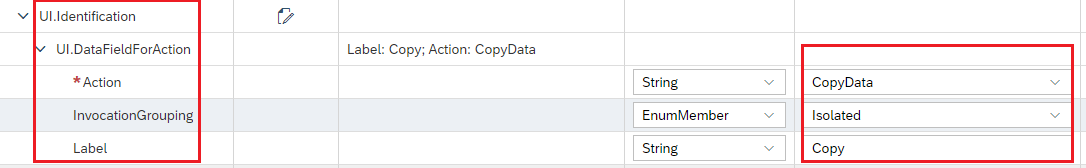 UI.Identification
UI.DataFieldForAction Label: Copy; Action: CopyData
*Action String CopyData
InvocationGrouping EnumMember Isolated
Label String Copy